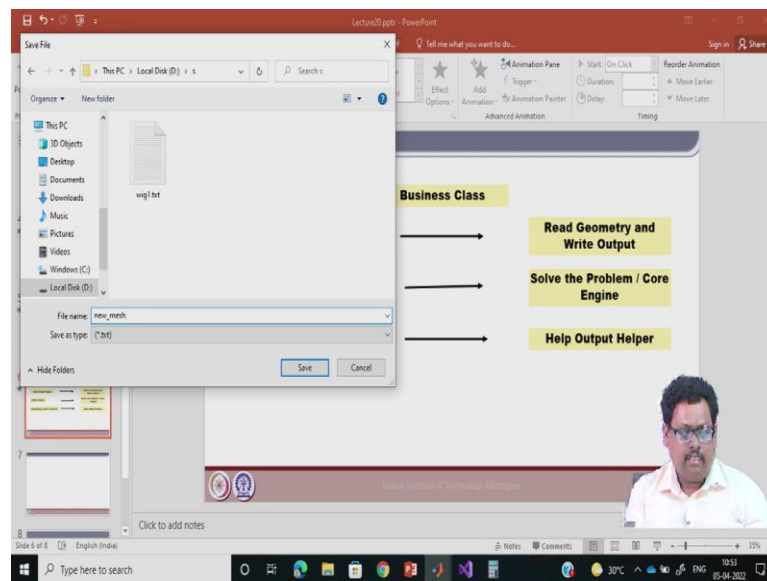 Lecture20.pptx - PowerPoint
Save File
Tell me what you want to do...
Sign in
Share
This PC > Local Disk (D:) > s
Search s
Organize
New folder
This PC
3D Objects
Desktop
Documents
Downloads
Music
Pictures
Videos
Windows (C:)
Local Disk (D:)
wig1.txt
File name: new_mesh
Save as type: (*.txt)
Hide Folders
Save
Cancel
Effect Options
Add Animation
Animation Pane
Trigger
Animation Painter
Advanced Animation
Start: On Click
Duration:
Delay:
Reorder Animation
Move Earlier
Move Later
Timing
Business Class
Read Geometry and
Write Output
Solve the Problem / Core
Engine
Help Output Helper
7
8
Click to add notes
Slide 6 of 8
English (India)
Notes
Comments
35%
Type here to search
30°C
ENG
10:53
05-04-2022